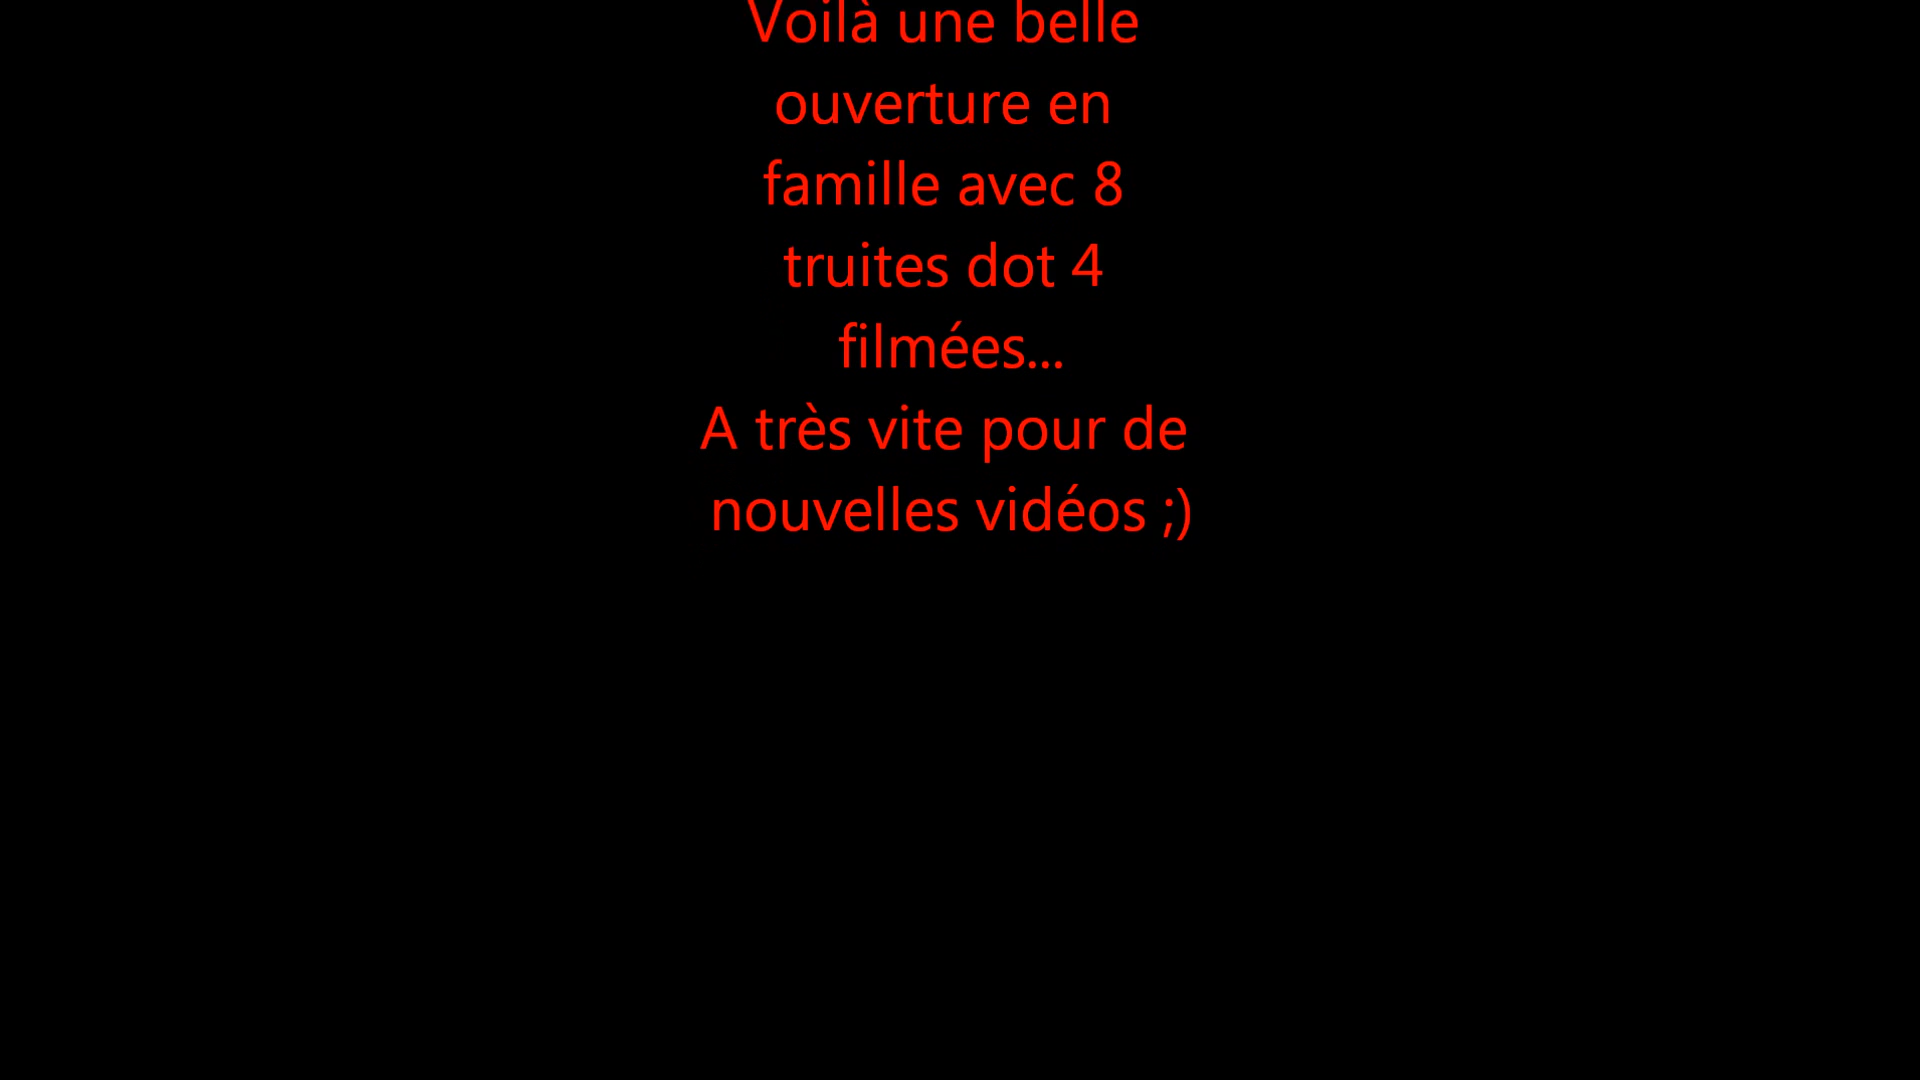 Voilà une belle
ouverture en
famille avec 8
truites dot 4
filmées...
A très vite pour de
nouvelles vidéos ;)